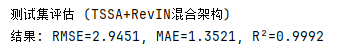 测试集评估 (TSSA+RevIN混合架构)
结果: RMSE=2.9451, MAE=1.3521, R²=0.9992